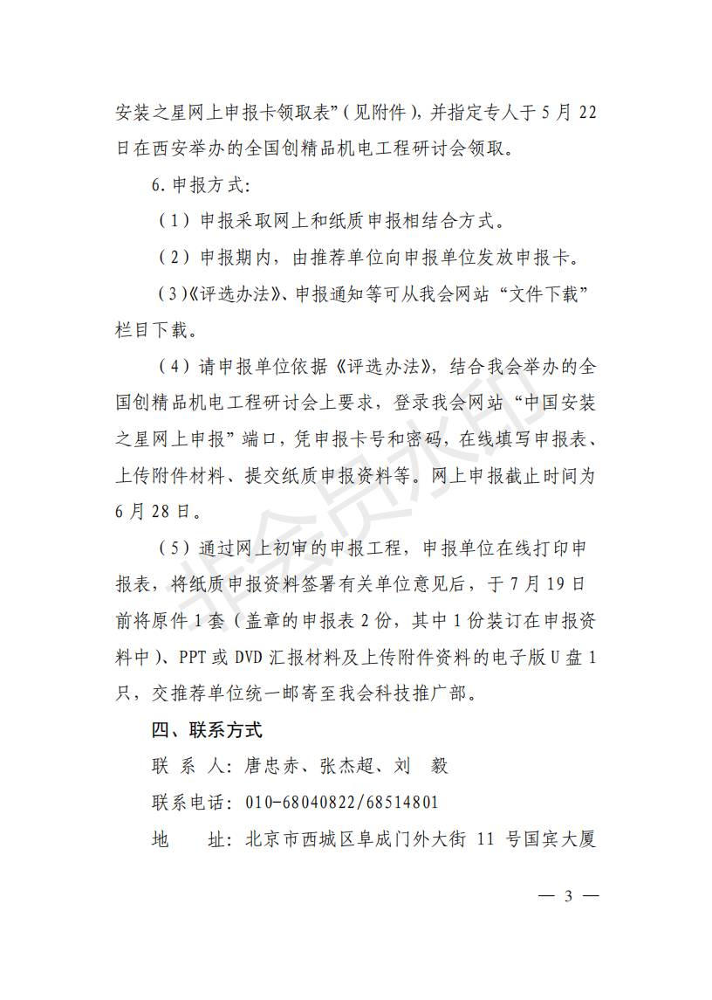 安装之星网上申报卡领取表”（见附件），并指定专人于 5 月 22
日在西安举办的全国创精品机电工程研讨会领取。
6.申报方式：
（1）申报采取网上和纸质申报相结合方式。
（2）申报期内，由推荐单位向申报单位发放申报卡。
（3）《评选办法》、申报通知等可从我会网站“文件下载”
栏目下载。
（4）请申报单位依据《评选办法》，结合我会举办的全
国创精品机电工程研讨会上要求，登录我会网站“中国安装
之星网上申报”端口，凭申报卡号和密码，在线填写申报表、
上传附件材料、提交纸质申报资料等。网上申报截止时间为
6 月 28 日。
（5）通过网上初审的申报工程，申报单位在线打印申
报表，将纸质申报资料签署有关单位意见后，于 7 月 19 日
前将原件 1 套（盖章的申报表 2 份，其中 1 份装订在申报资
料中）、PPT 或 DVD 汇报材料及上传附件资料的电子版 U 盘 1
只，交推荐单位统一邮寄至我会科技推广部。
四、联系方式
联 系 人：唐忠赤、张杰超、刘　毅
联系电话：010-68040822/68514801
地　　址：北京市西城区阜成门外大街 11 号国宾大厦
— 3 —
非会员水印